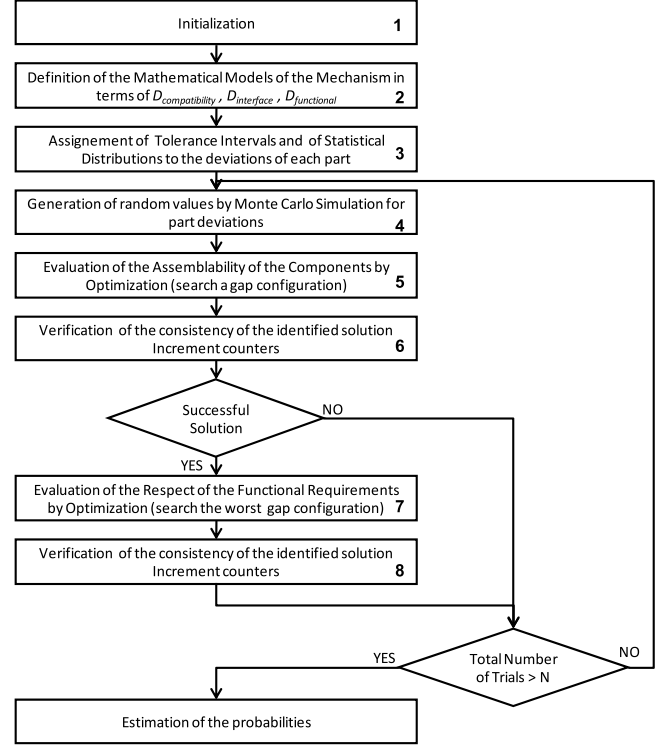 Initialization 1
Definition of the Mathematical Models of the Mechanism in
terms of Dcompatibility , Dinterface , Dfunctional 2
Assignement of Tolerance Intervals and of Statistical
Distributions to the deviations of each part 3
Generation of random values by Monte Carlo Simulation for
part deviations 4
Evaluation of the Assemblability of the Components by
Optimization (search a gap configuration) 5
Verification of the consistency of the identified solution
Increment counters 6
Successful
Solution
NO
YES
Evaluation of the Respect of the Functional Requirements
by Optimization (search the worst gap configuration) 7
Verification of the consistency of the identified solution
Increment counters 8
Total Number
of Trials > N
NO
YES
Estimation of the probabilities